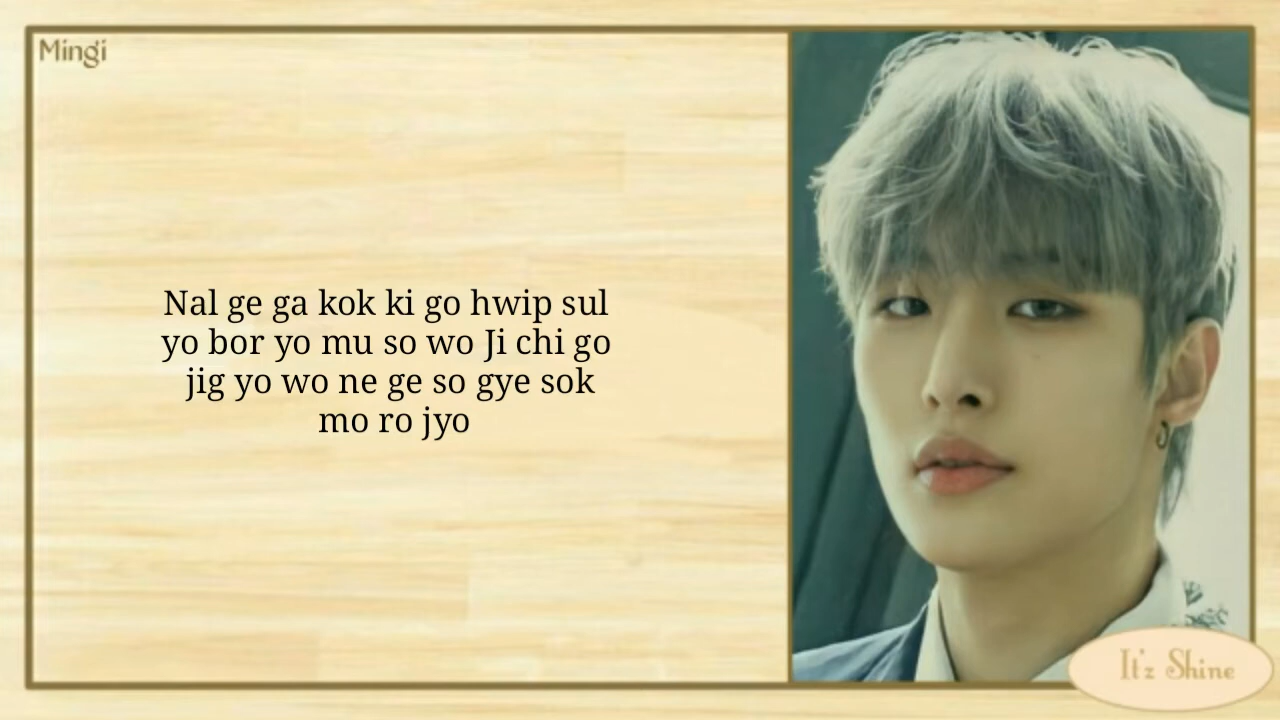 Mingi
Nal ge ga kok ki go hwip sul
yo bor yo mu so wo Ji chi go
jig yo wo ne ge so gye sok
mo ro jyo
It'z Shine